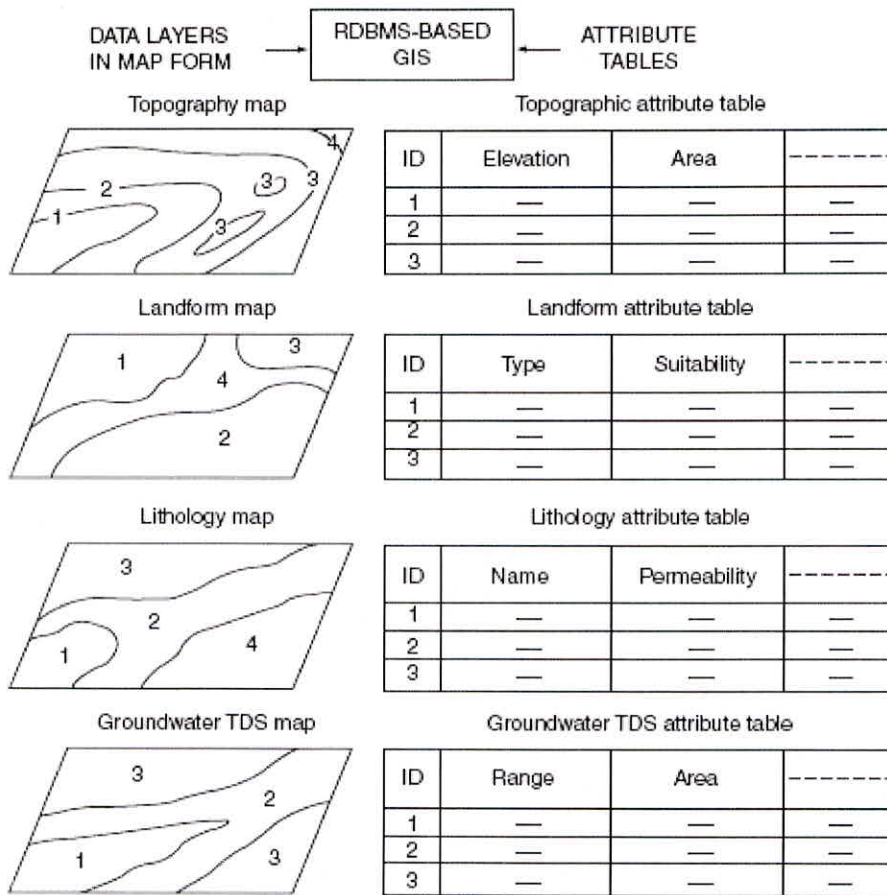 DATA LAYERS
IN MAP FORM
RDBMS-BASED
GIS
ATTRIBUTE
TABLES
Topography map
Topographic attribute table
4
3
3
2
1
3
ID Elevation Area --------
1 — — —
2 — — —
3 — — —
Landform map
Landform attribute table
1
3
4
2
ID Type Suitability --------
1 — — —
2 — — —
3 — — —
Lithology map
Lithology attribute table
3
2
1
4
ID Name Permeability --------
1 — — —
2 — — —
3 — — —
Groundwater TDS map
Groundwater TDS attribute table
3
2
1
3
ID Range Area --------
1 — — —
2 — — —
3 — — —